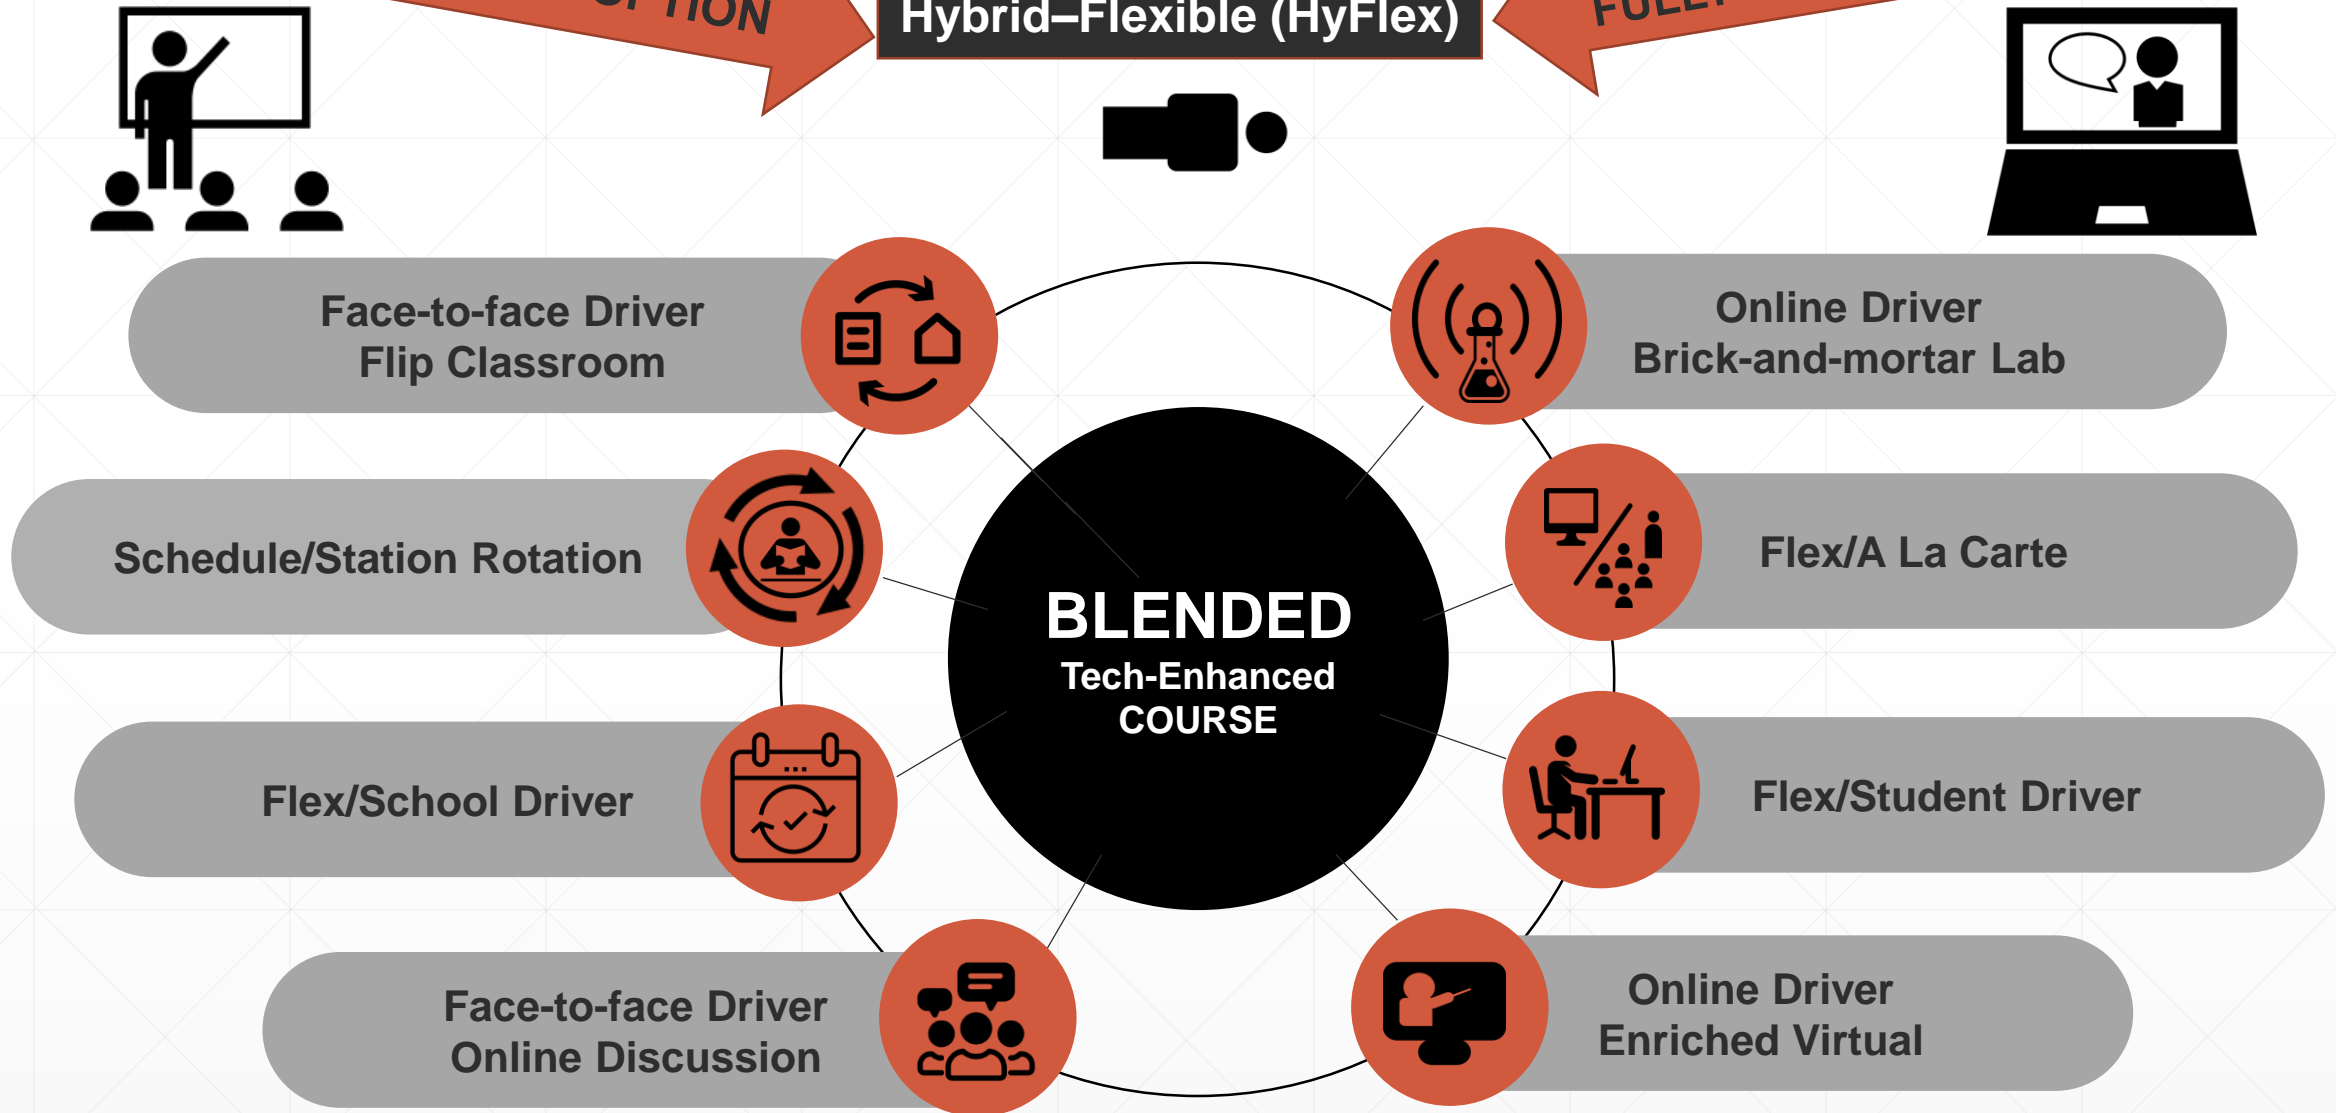 Hybrid–Flexible (HyFlex)
Face-to-face Driver
Flip Classroom
Online Driver
Brick-and-mortar Lab
Schedule/Station Rotation
Flex/A La Carte
BLENDED
Tech-Enhanced
COURSE
Flex/School Driver
Flex/Student Driver
Face-to-face Driver
Online Discussion
Online Driver
Enriched Virtual